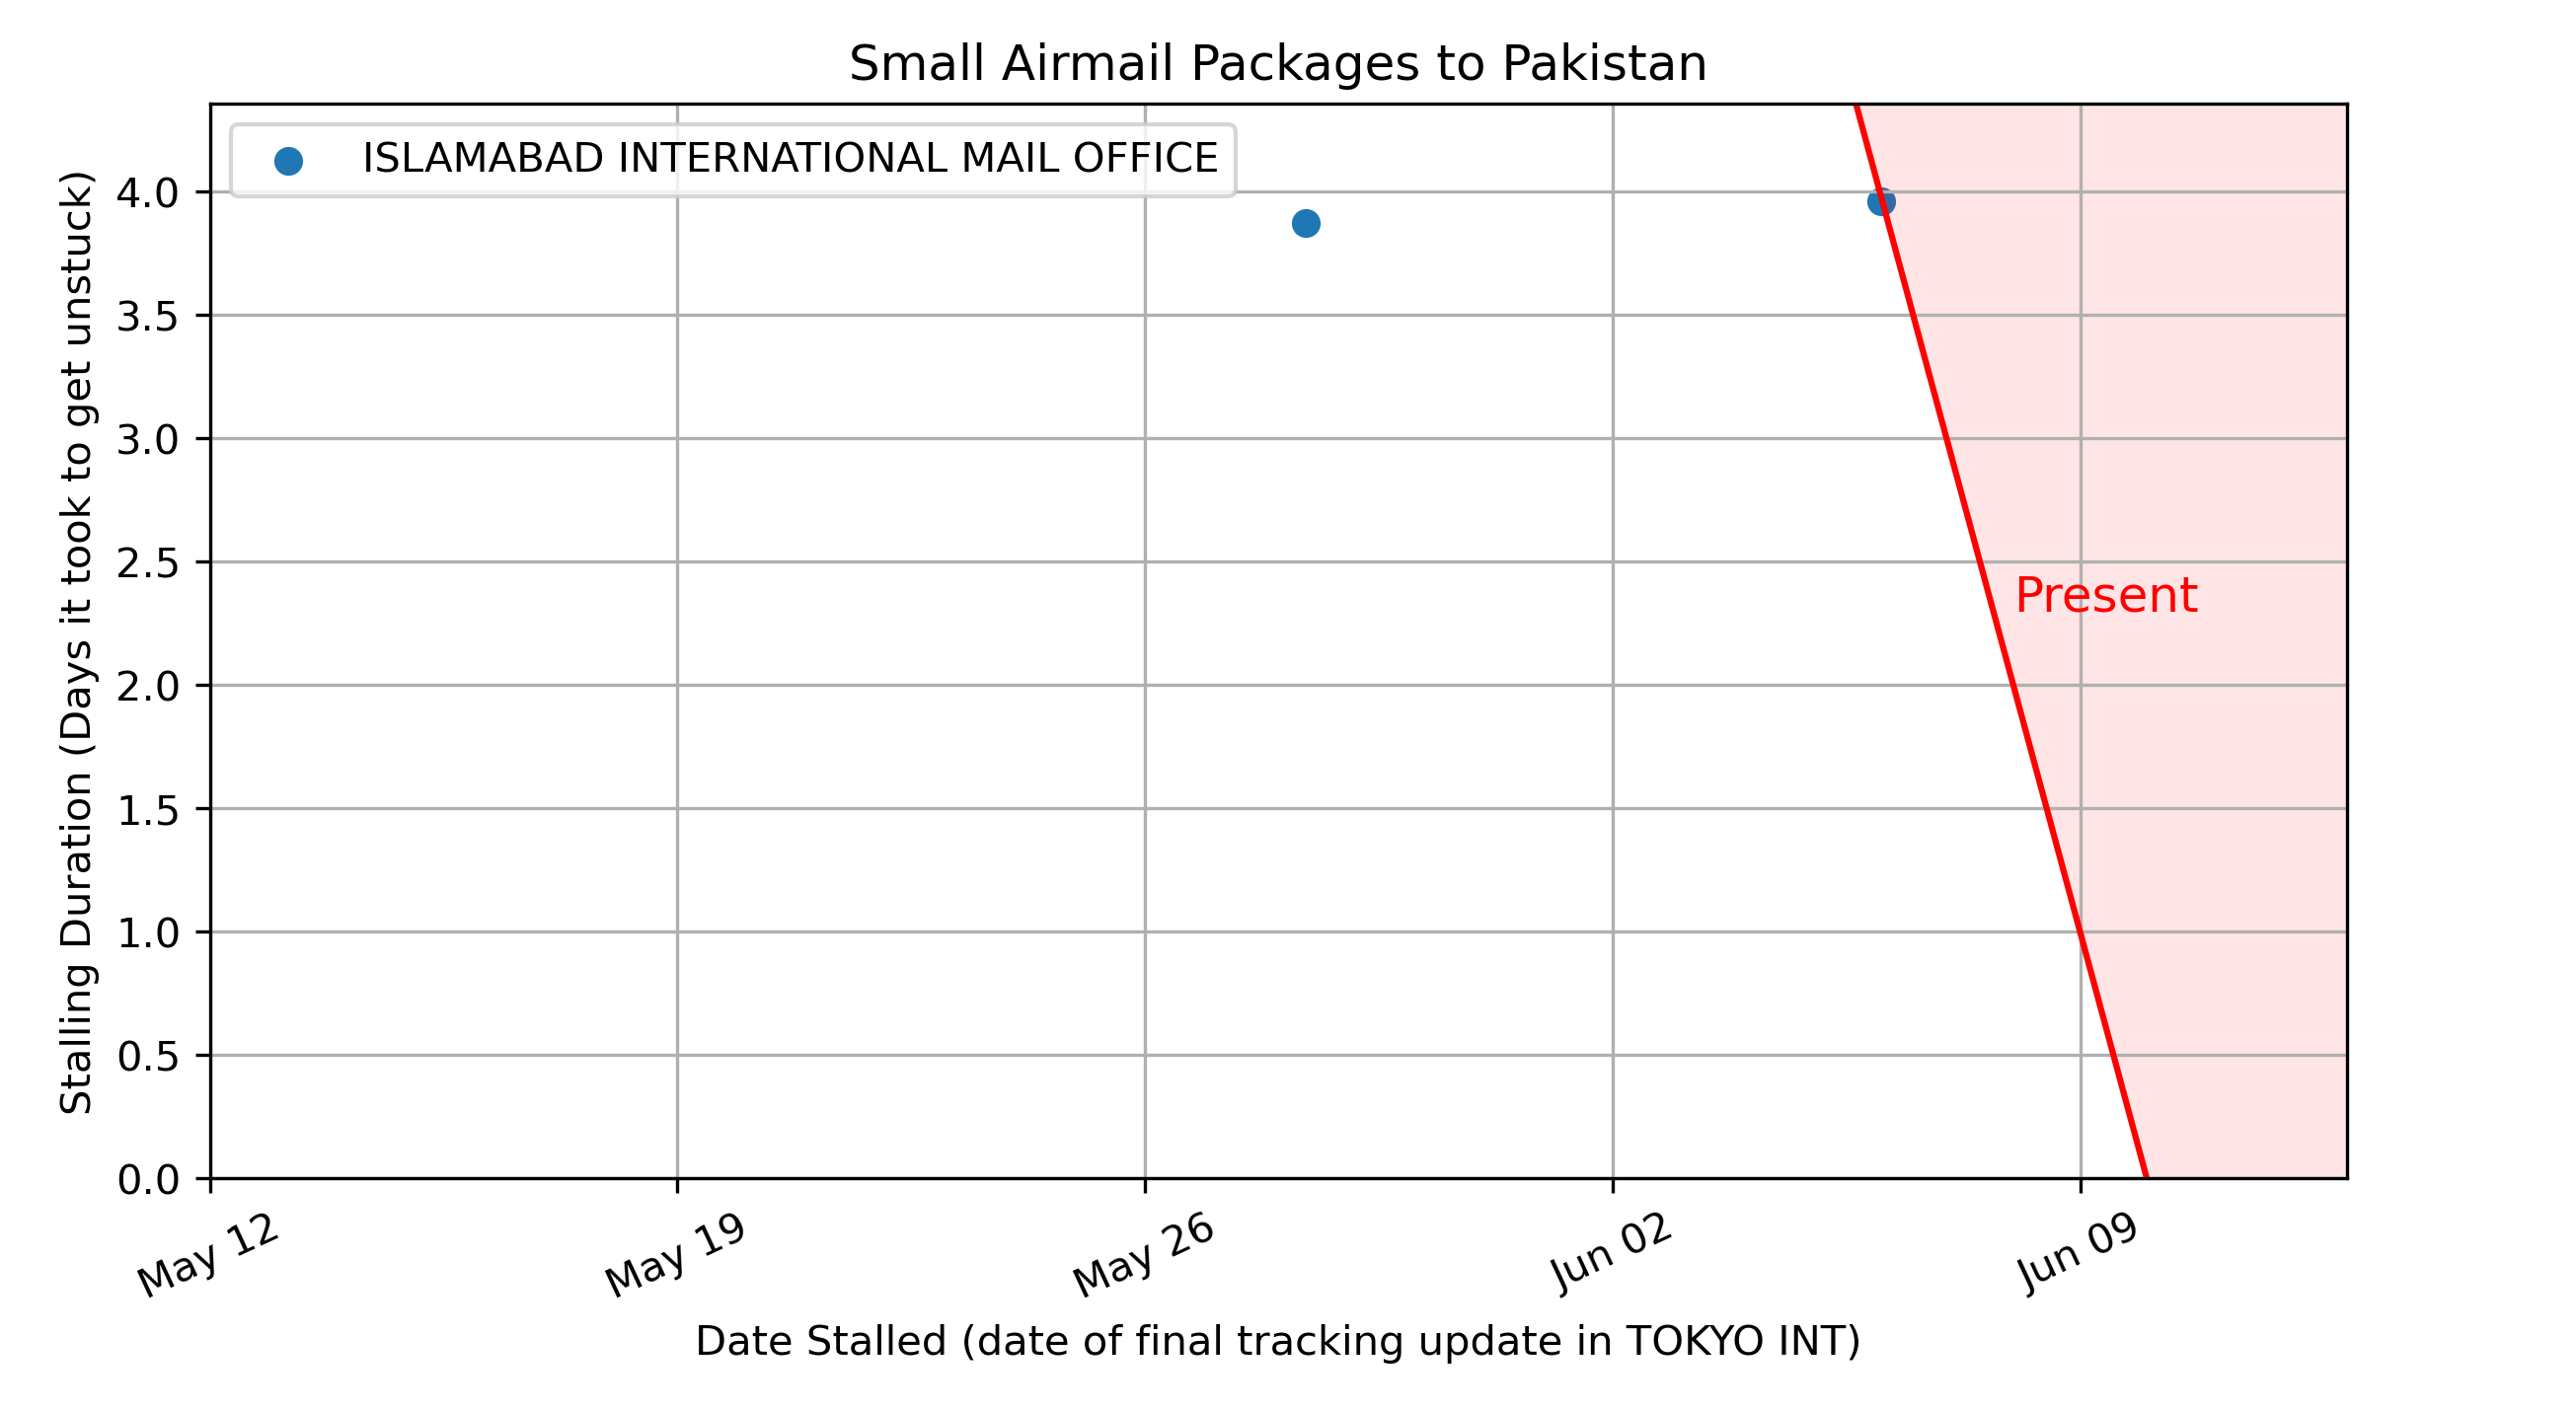 Small Airmail Packages to Pakistan
ISLAMABAD INTERNATIONAL MAIL OFFICE
Stalling Duration (Days it took to get unstuck)
4.0
3.5
3.0
2.5
2.0
1.5
1.0
0.5
0.0
Present
May 12
May 19
May 26
Jun 02
Jun 09
Date Stalled (date of final tracking update in TOKYO INT)